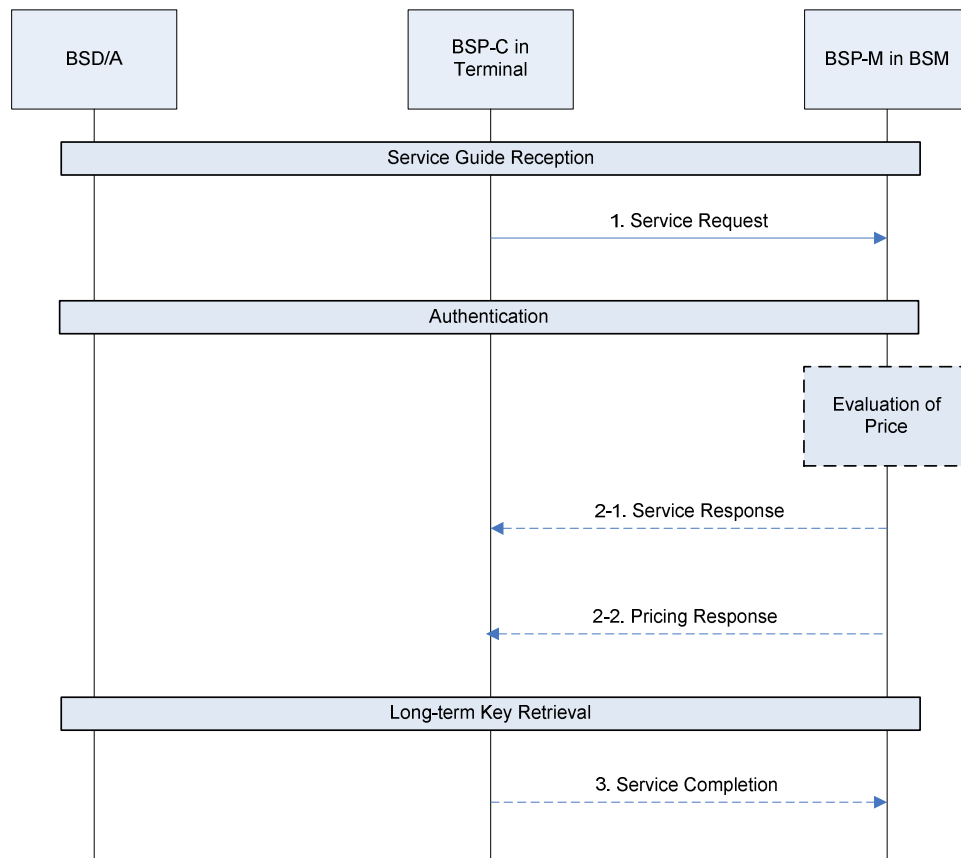 BSD/A
BSP-C in
Terminal
BSP-M in BSM
Service Guide Reception
1. Service Request
Authentication
Evaluation of
Price
2-1. Service Response
2-2. Pricing Response
Long-term Key Retrieval
3. Service Completion